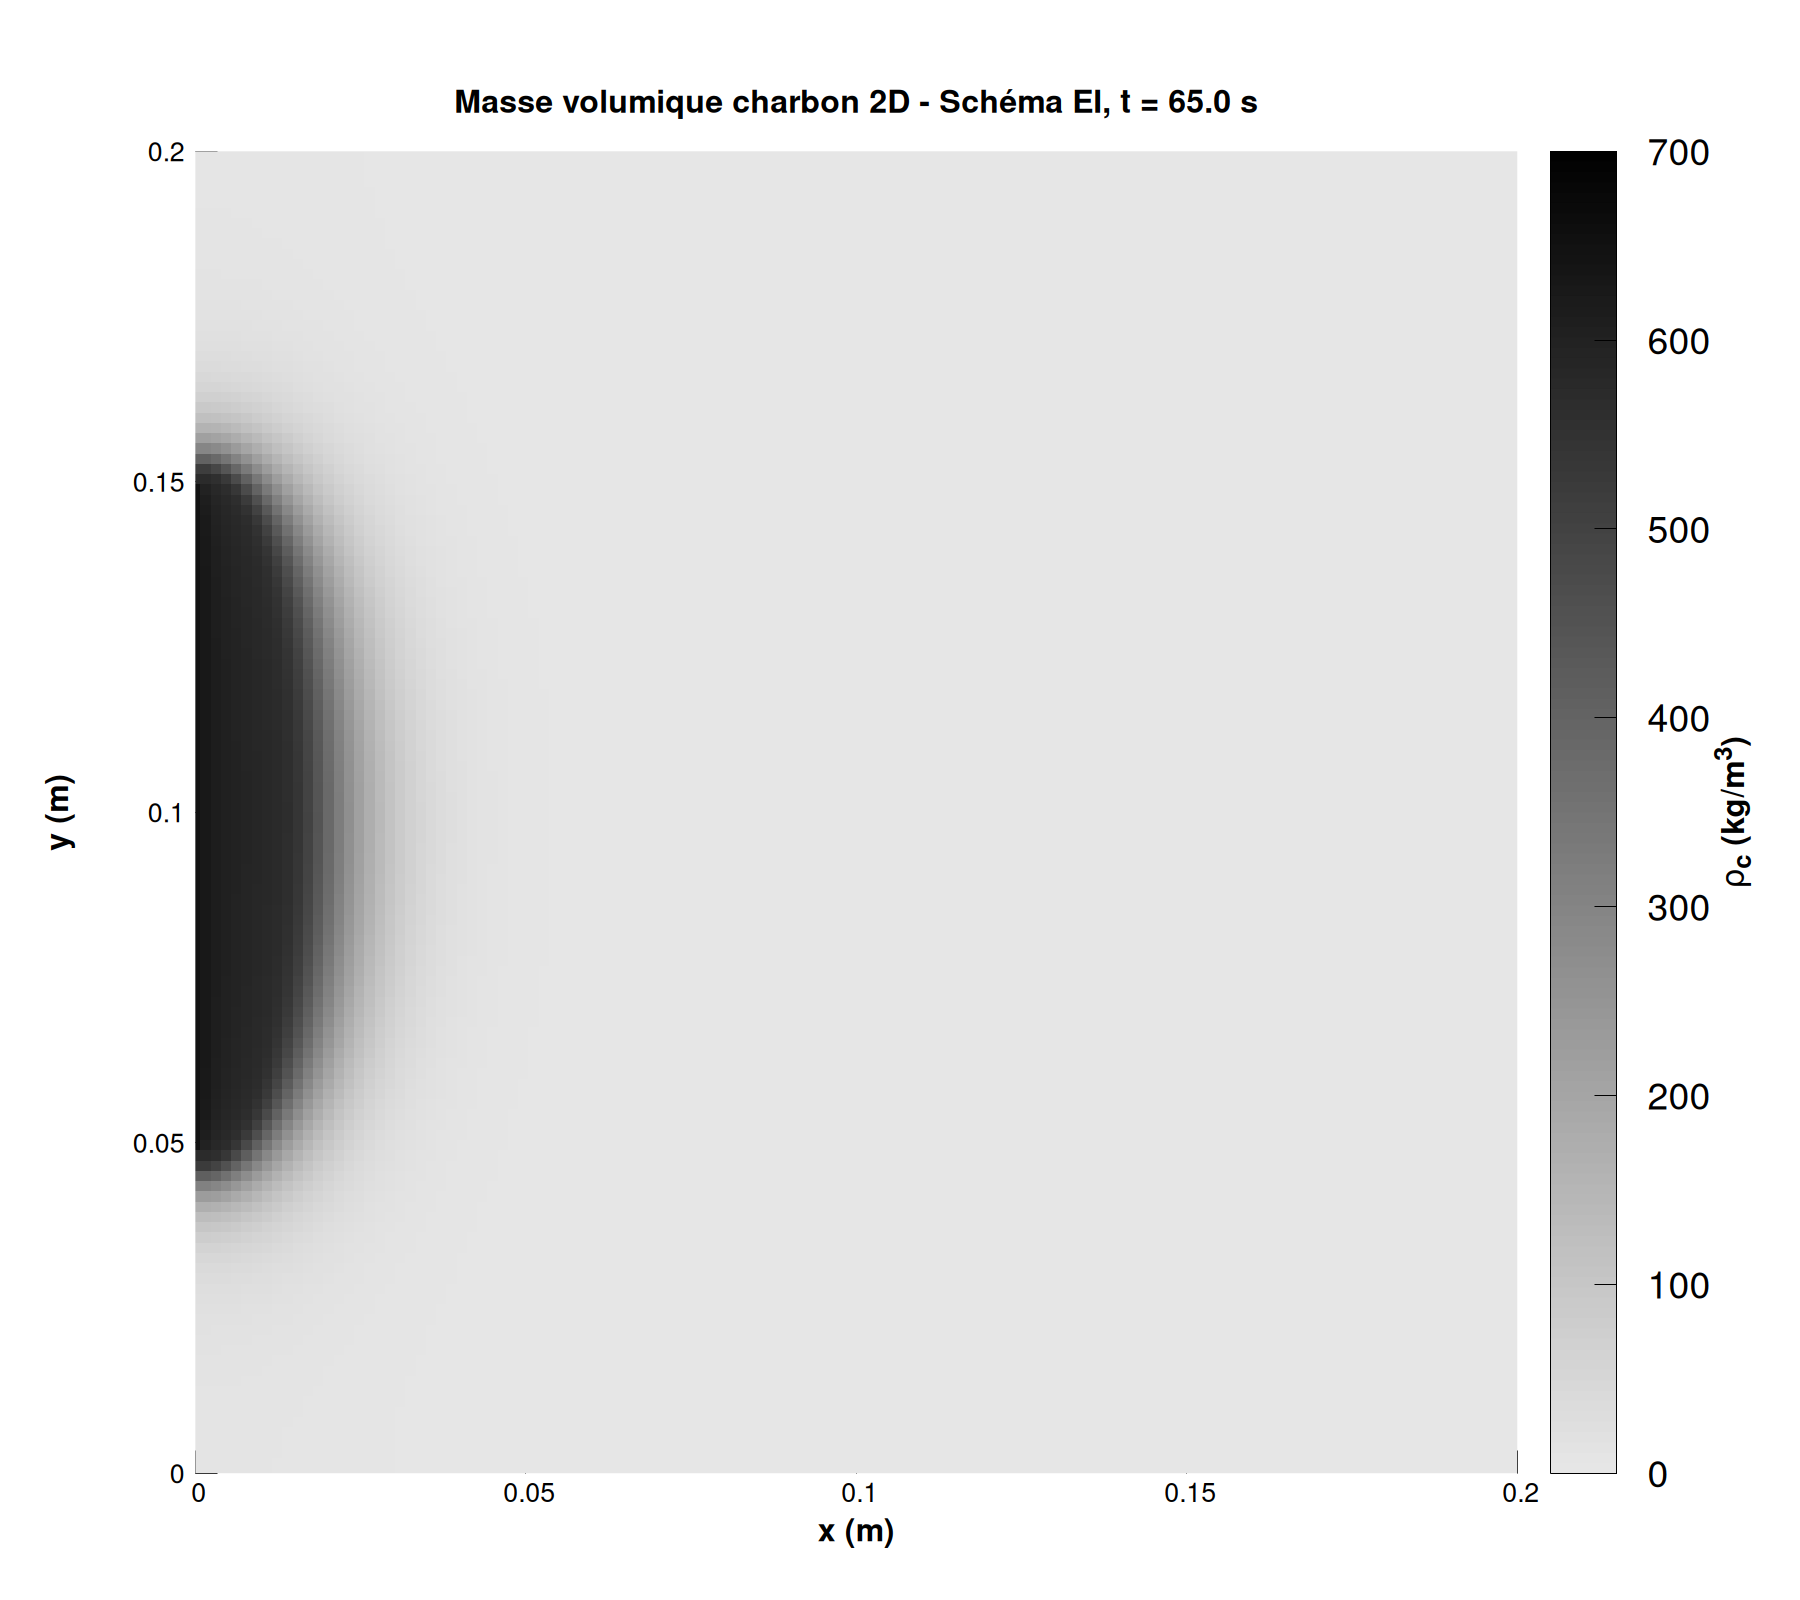 Masse volumique charbon 2D - Schéma EI, t = 65.0 s
0.2
0.15
0.1
0.05
0
y (m)
0 0.05 0.1 0.15 0.2
x (m)
700
600
500
400
300
200
100
0
ρc (kg/m³)